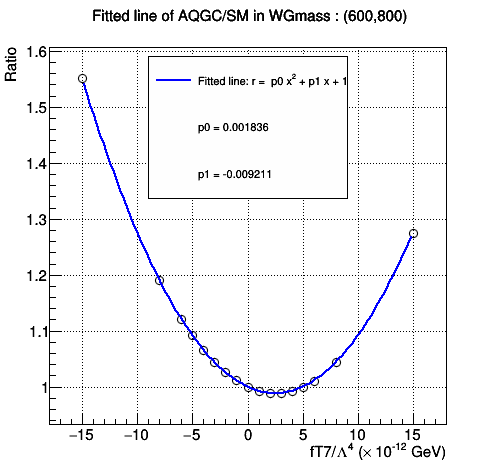 Fitted line of AQGC/SM in WGmass : (600,800)
Ratio
1.6
1.5
1.4
1.3
1.2
1.1
1
Fitted line: r = p0 x² + p1 x + 1
p0 = 0.001836
p1 = -0.009211
−15 −10 −5 0 5 10 15
fT7/Λ⁴ (× 10⁻¹² GeV)